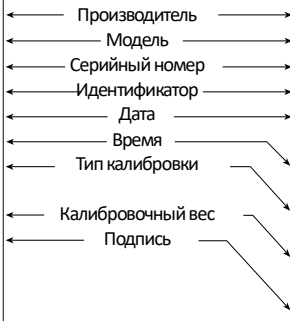 Производитель
Модель
Серийный номер
Идентификатор
Дата
Время
Тип калибровки
Калибровочный вес
Подпись